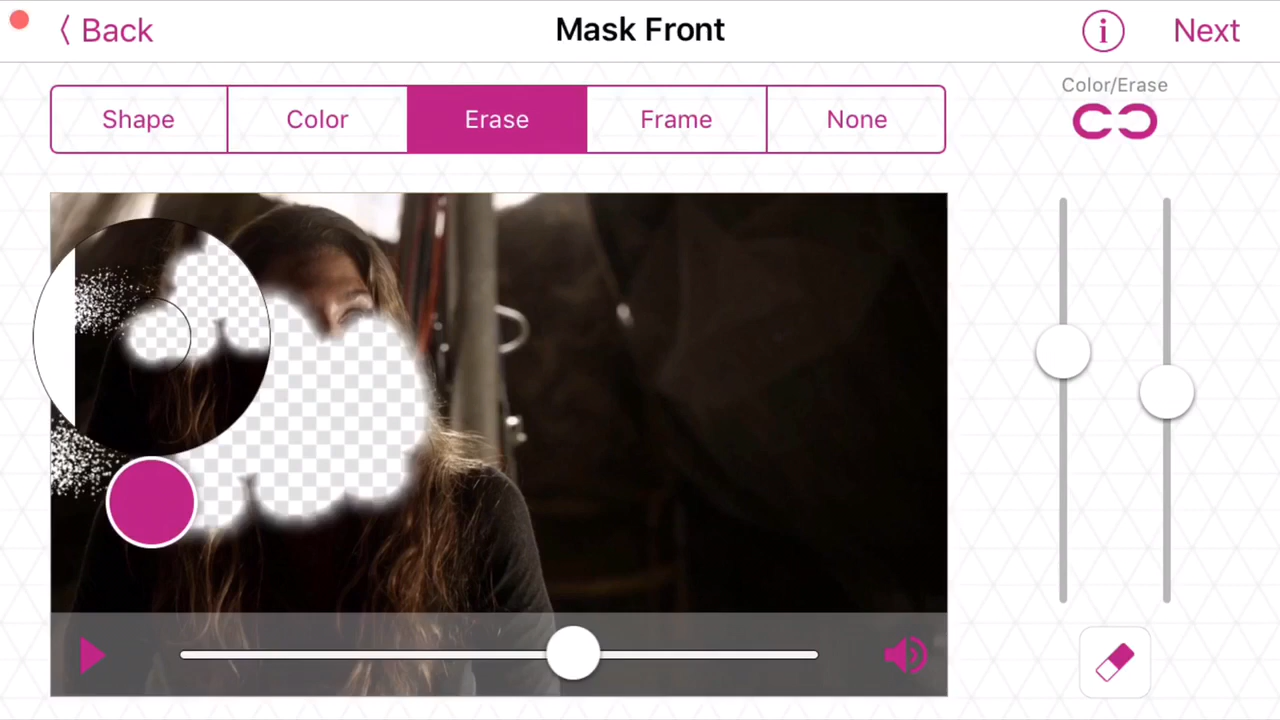 Back
Mask Front
i
Next
Shape
Color
Erase
Frame
None
Color/Erase